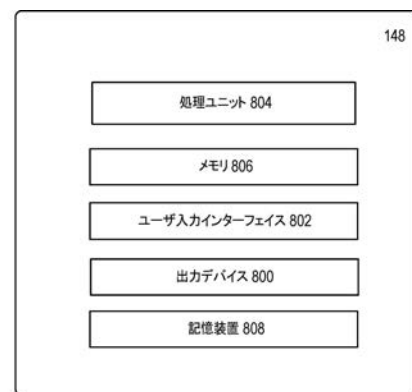 148
処理ユニット 804
メモリ 806
ユーザ入力インターフェイス 802
出力デバイス 800
記憶装置 808